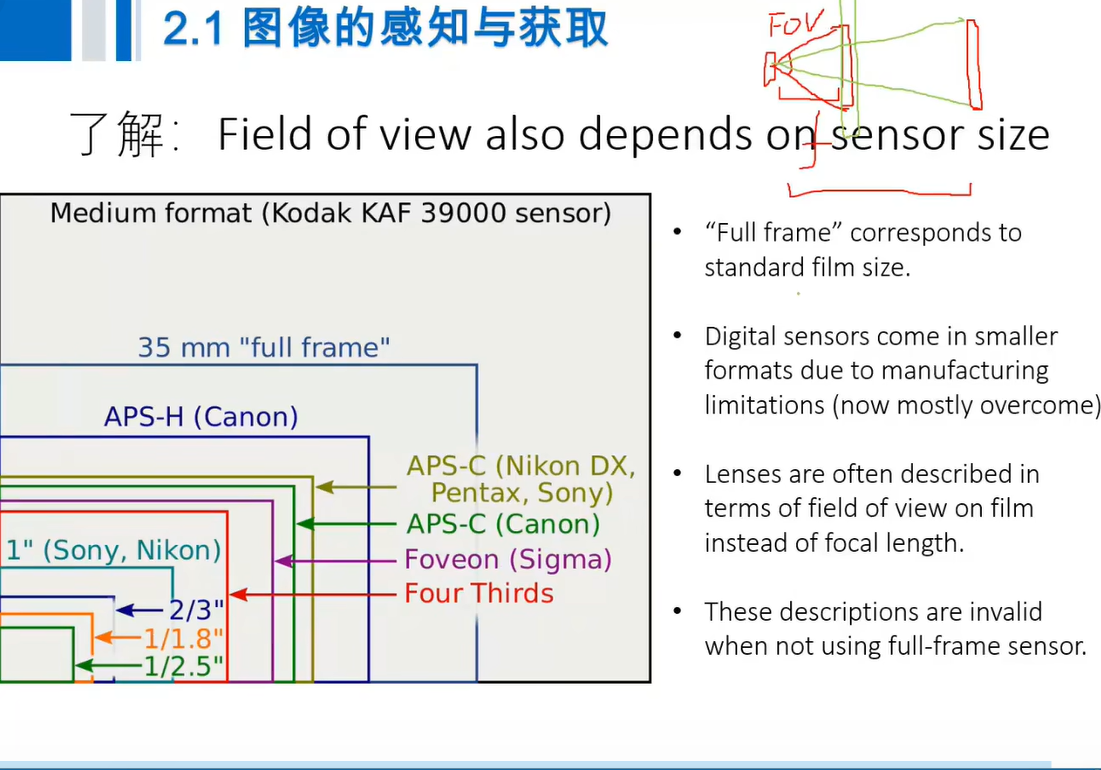 2.1 图像的感知与获取
FOV
f
了解： Field of view also depends on sensor size
Medium format (Kodak KAF 39000 sensor)
35 mm "full frame"
APS-H (Canon)
APS-C (Nikon DX,
Pentax, Sony)
APS-C (Canon)
Foveon (Sigma)
Four Thirds
1" (Sony, Nikon)
2/3"
1/1.8"
1/2.5"
• “Full frame” corresponds to
standard film size.
• Digital sensors come in smaller
formats due to manufacturing
limitations (now mostly overcome)
• Lenses are often described in
terms of field of view on film
instead of focal length.
• These descriptions are invalid
when not using full-frame sensor.